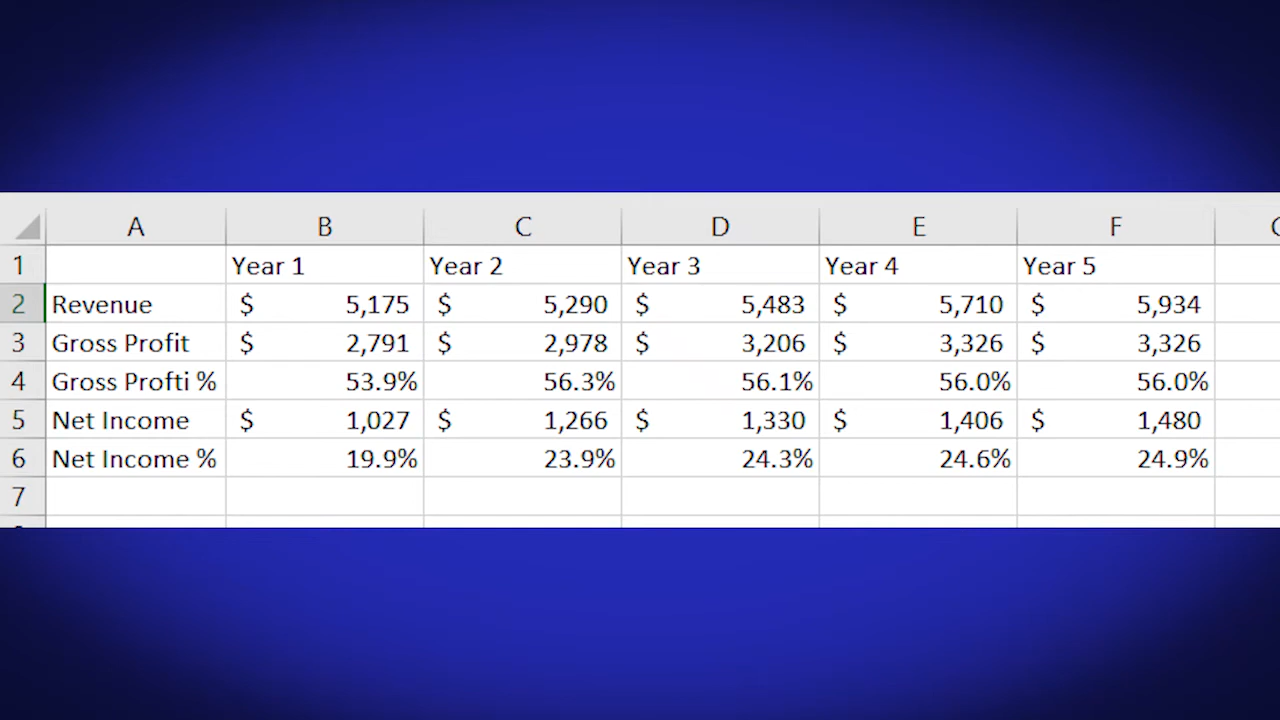 A B C D E F
1 Year 1 Year 2 Year 3 Year 4 Year 5
2 Revenue $ 5,175 $ 5,290 $ 5,483 $ 5,710 $ 5,934
3 Gross Profit $ 2,791 $ 2,978 $ 3,206 $ 3,326 $ 3,326
4 Gross Profti % 53.9% 56.3% 56.1% 56.0% 56.0%
5 Net Income $ 1,027 $ 1,266 $ 1,330 $ 1,406 $ 1,480
6 Net Income % 19.9% 23.9% 24.3% 24.6% 24.9%
7